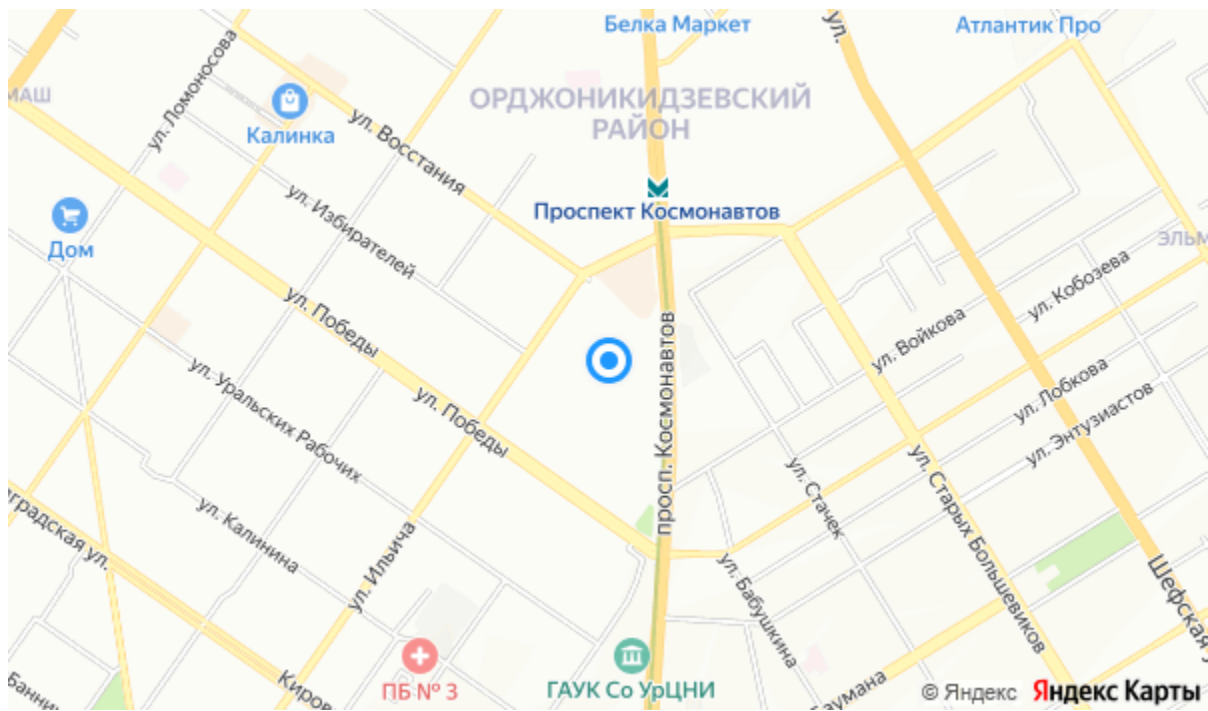 Белка Маркет
Атлантик Про
ул.
МАШ
ул. Ломоносова
Калинка
ул. Восстания
ОРДЖОНИКИДЗЕВСКИЙ
РАЙОН
Проспект Космонавтов
ул. Избирателей
Дом
ЭЛЬМ
ул. Кобозева
ул. Победы
ул. Войкова
просп. Космонавтов
ул. Уральских Рабочих
ул. Победы
ул. Лобкова
ул. Энтузиастов
ул. Стачек
ул. Старых Большевиков
градская ул.
ул. Калинина
ул. Ильича
ул. Бабушкина
Шефская у
Банни
Киров
ПБ № 3
ГАУК Со УрЦНИ
Баумана
© Яндекс Яндекс Карты